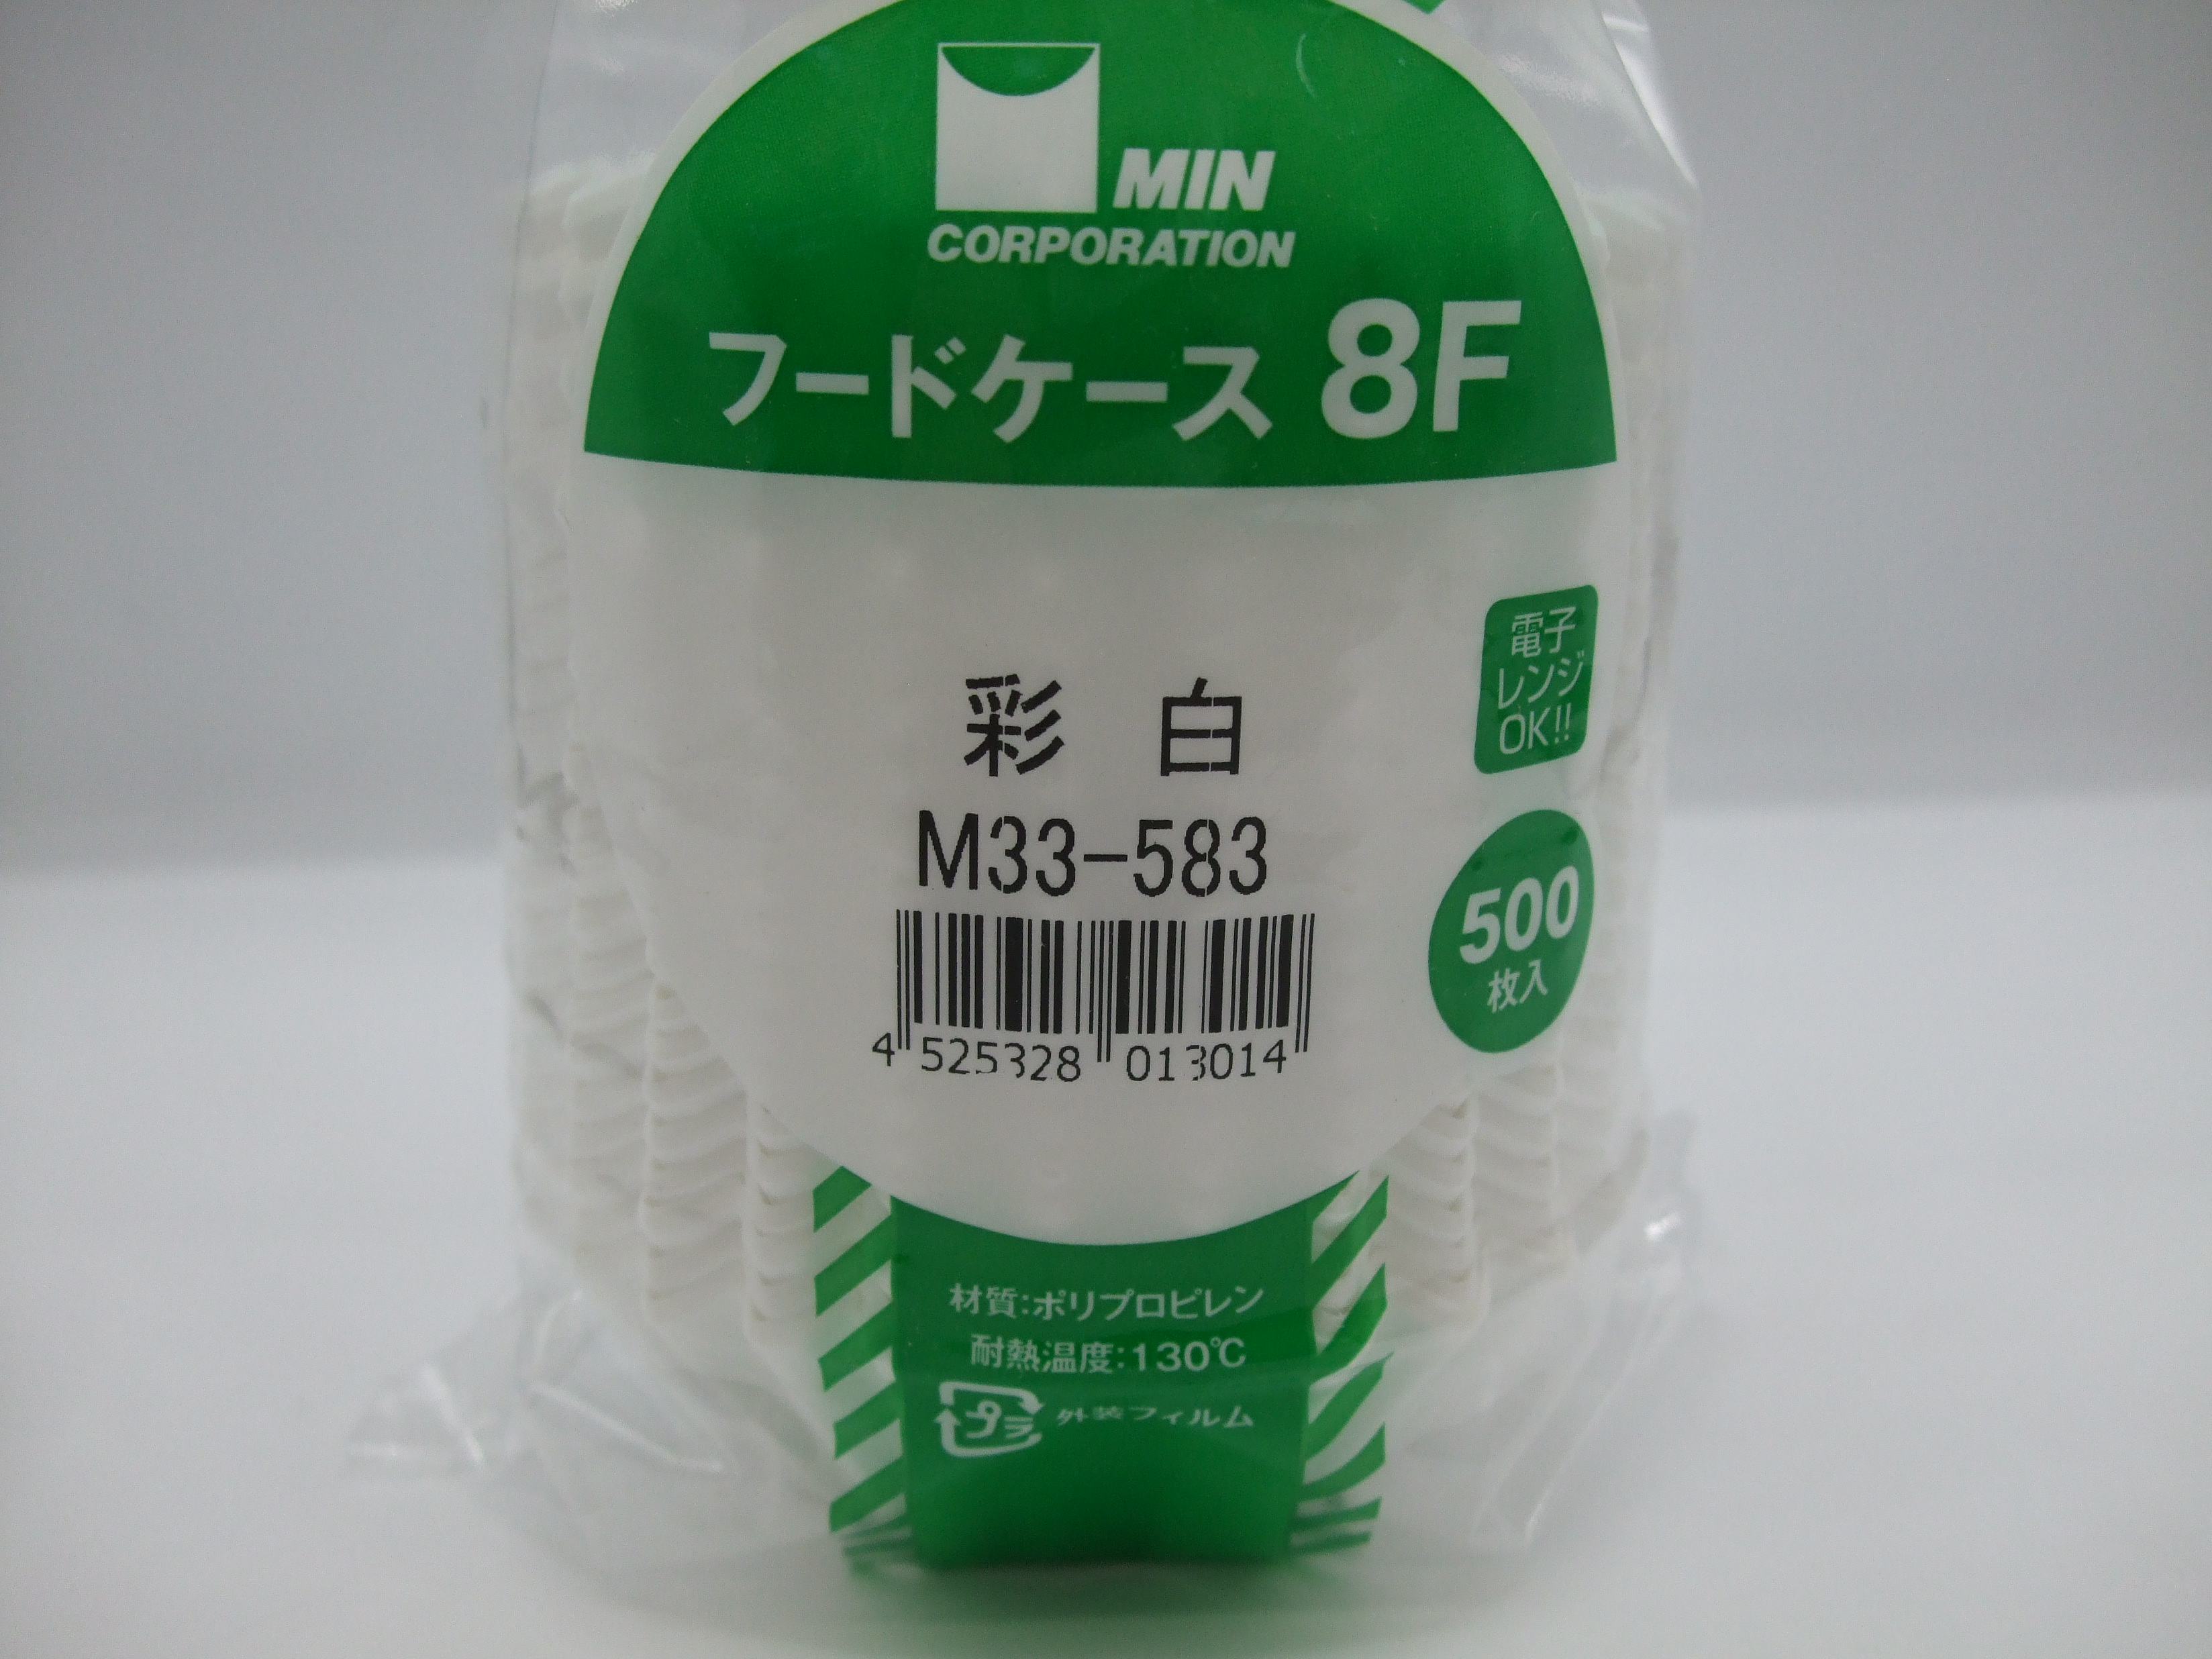 MIN
CORPORATION
フードケース 8F
電子
レンジ
OK!!
彩 白
M33-583
500
枚入
4 525328 013014
材質:ポリプロピレン
耐熱温度:130℃
プラ 外装フィルム